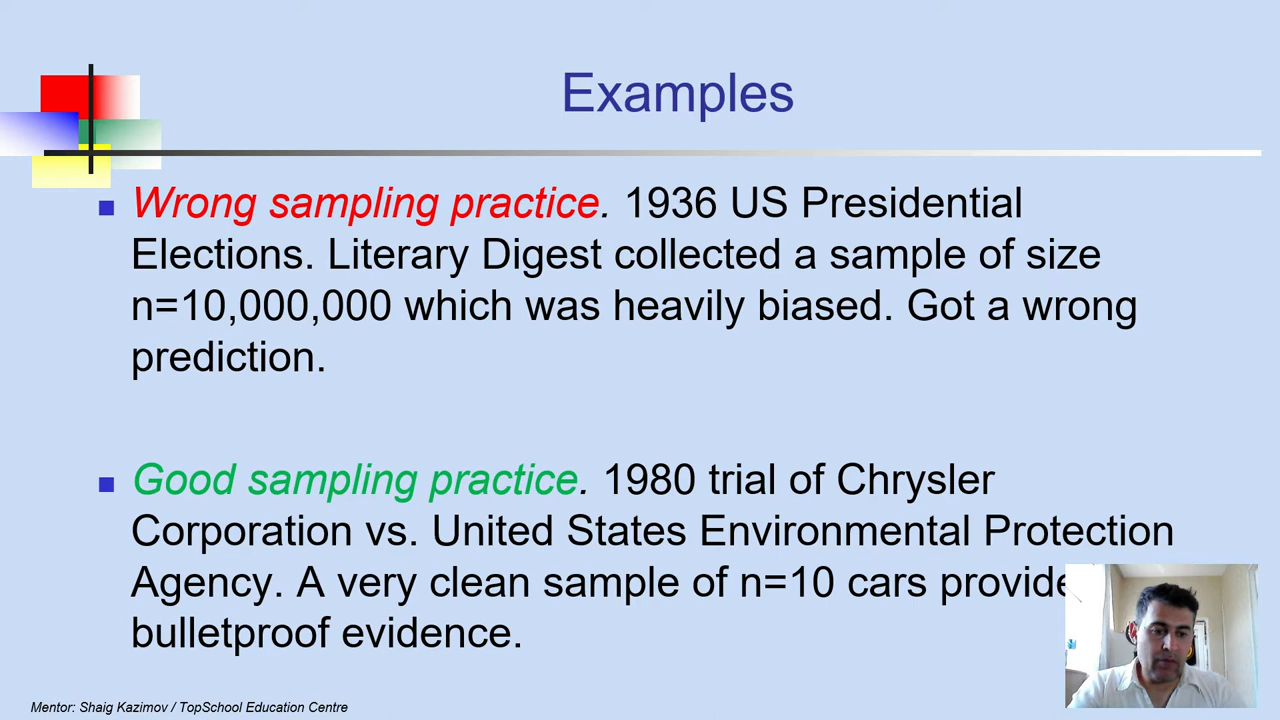 Examples
Wrong sampling practice. 1936 US Presidential
Elections. Literary Digest collected a sample of size
n=10,000,000 which was heavily biased. Got a wrong
prediction.
Good sampling practice. 1980 trial of Chrysler
Corporation vs. United States Environmental Protection
Agency. A very clean sample of n=10 cars provide
bulletproof evidence.
Mentor: Shaig Kazimov / TopSchool Education Centre